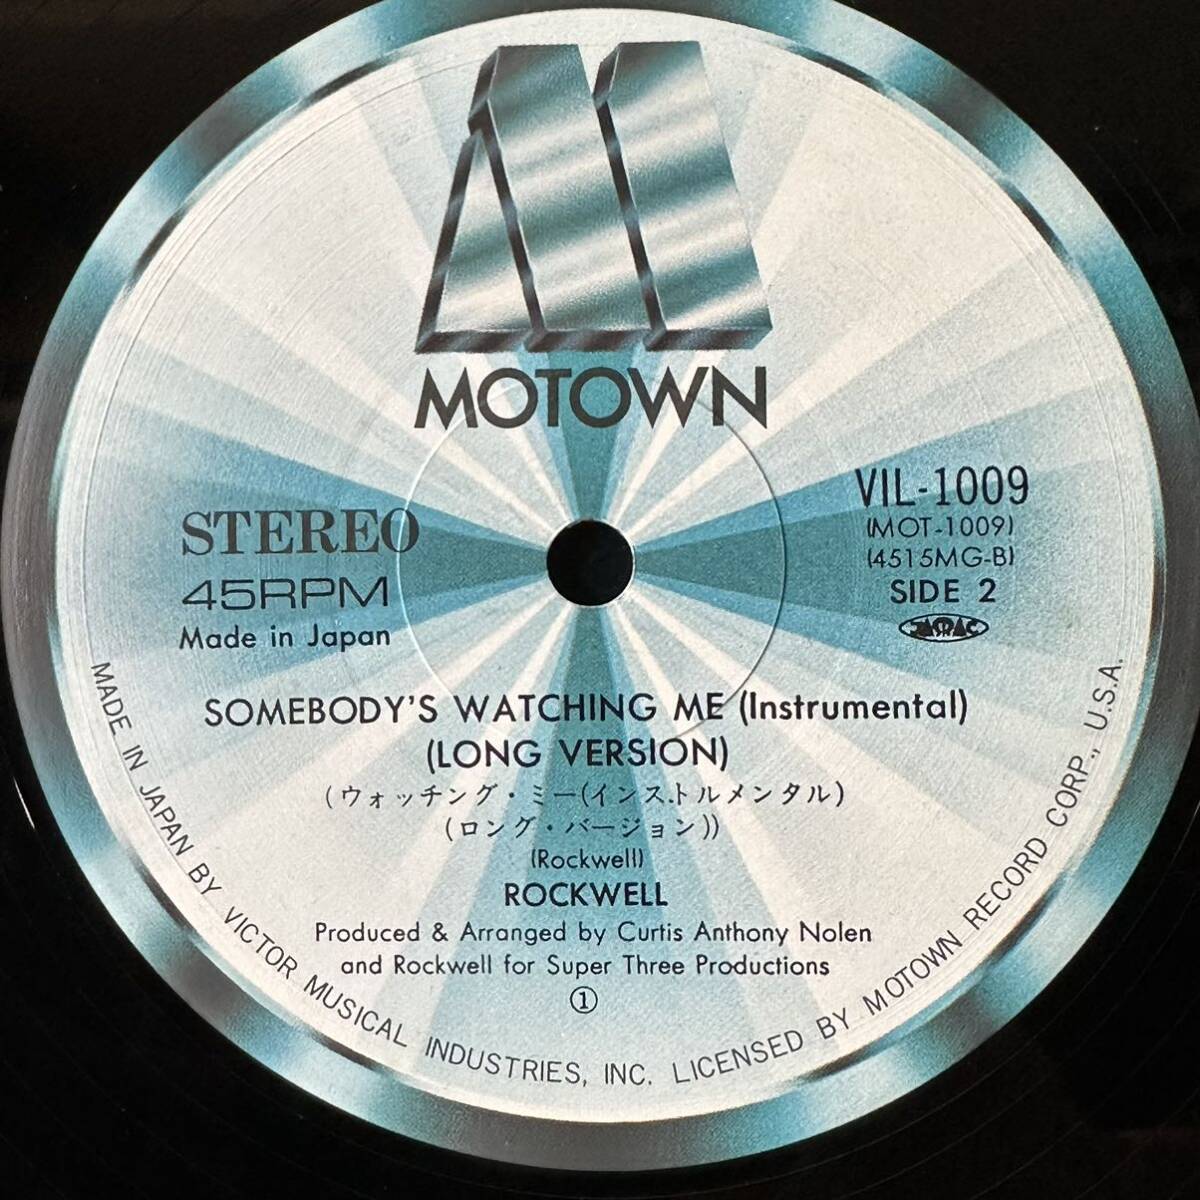 MOTOWN
STEREO
45RPM
Made in Japan
VIL-1009
(MOT-1009)
(4515MG-B)
SIDE 2
JASRAC
SOMEBODY'S WATCHING ME (Instrumental)
(LONG VERSION)
(ウォッチング・ミー(インストルメンタル)
(ロング・バージョン))
(Rockwell)
ROCKWELL
Produced & Arranged by Curtis Anthony Nolen
and Rockwell for Super Three Productions
①
MADE IN JAPAN BY VICTOR MUSICAL INDUSTRIES, INC. LICENSED BY MOTOWN RECORD CORP., U.S.A.